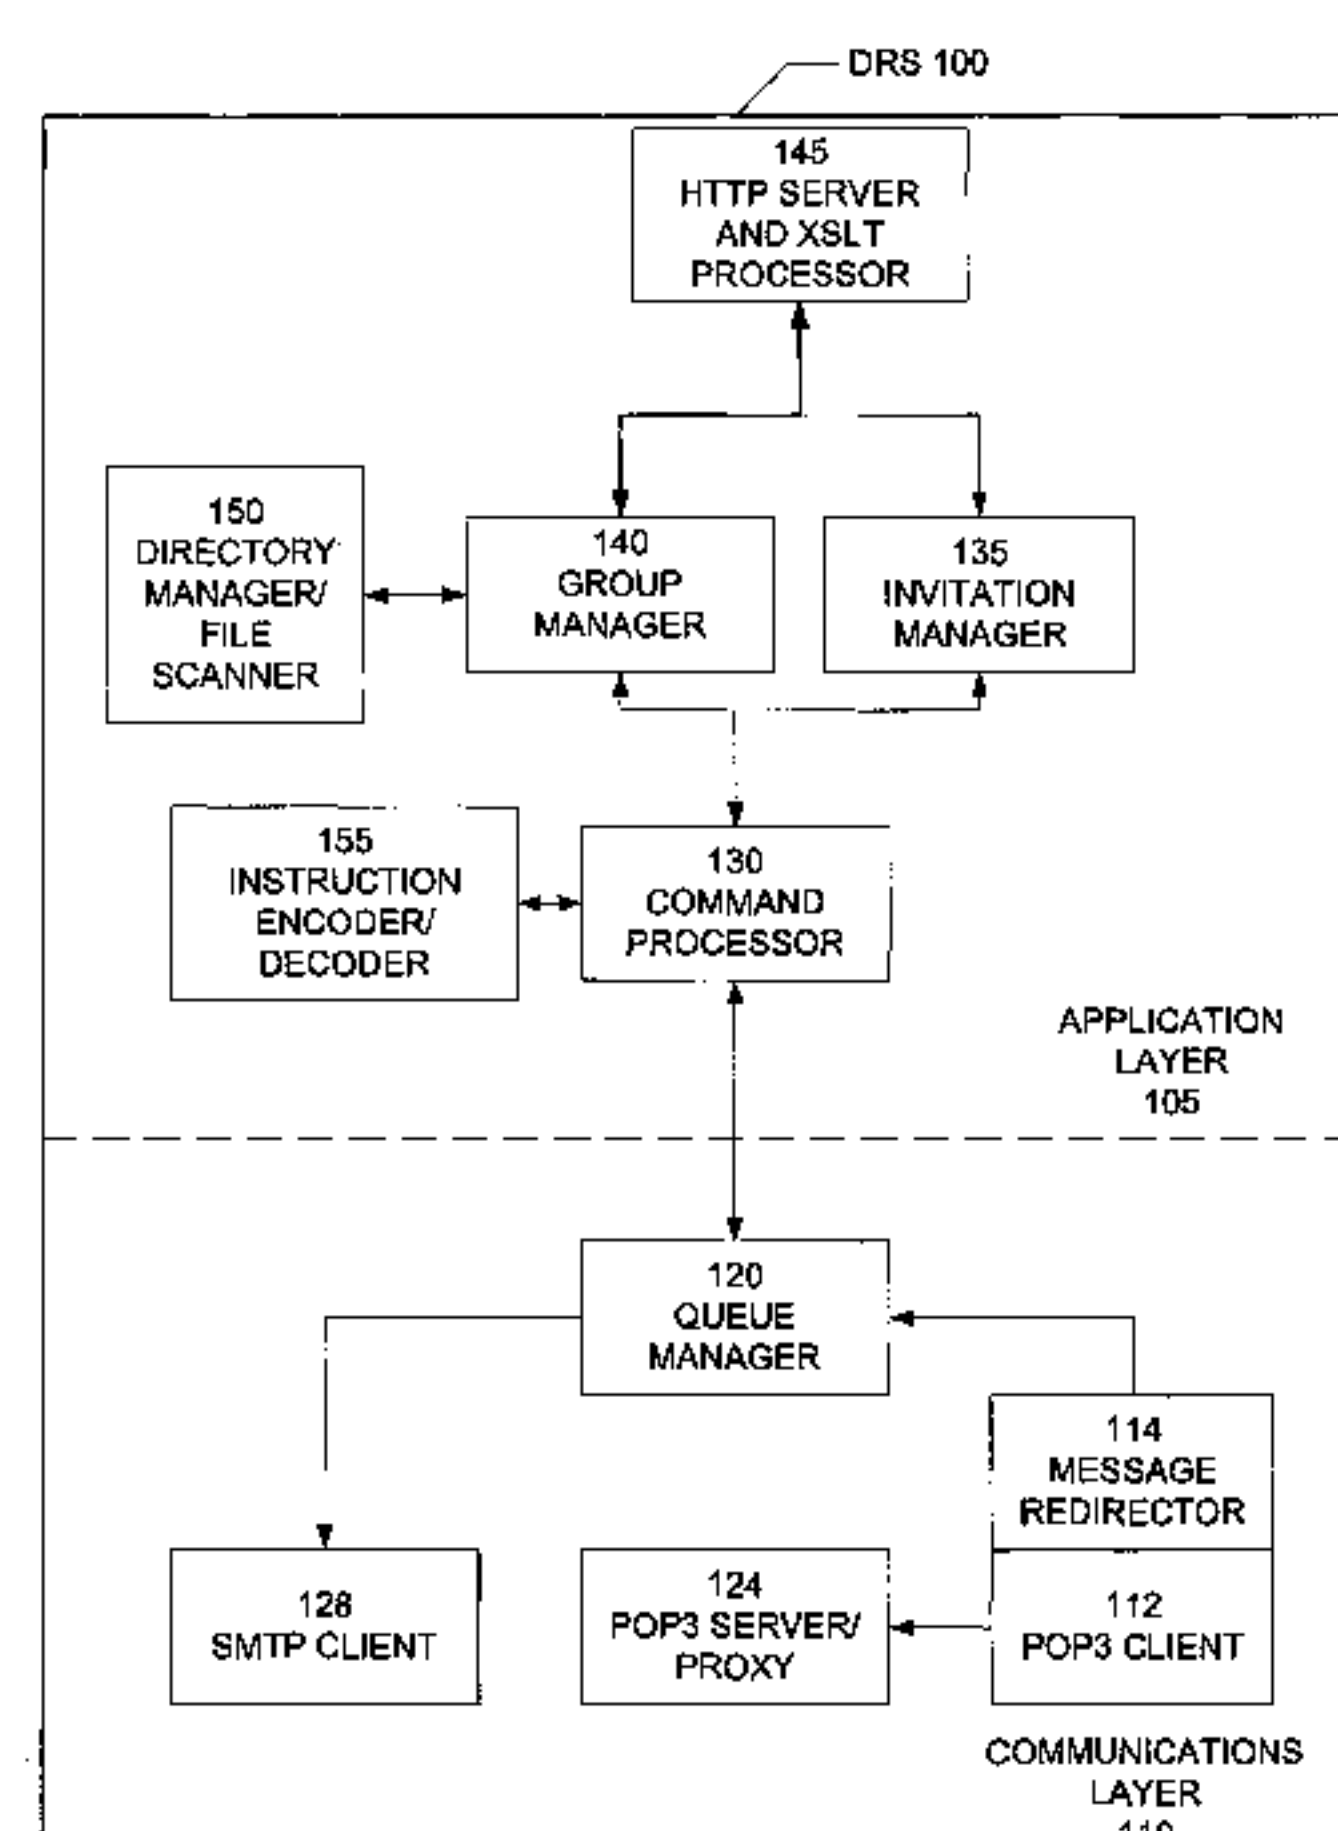 DRS 100
145
HTTP SERVER
AND XSLT
PROCESSOR
150
DIRECTORY
MANAGER/
FILE
SCANNER
140
GROUP
MANAGER
135
INVITATION
MANAGER
155
INSTRUCTION
ENCODER/
DECODER
130
COMMAND
PROCESSOR
APPLICATION
LAYER
105
120
QUEUE
MANAGER
114
MESSAGE
REDIRECTOR
128
SMTP CLIENT
124
POP3 SERVER/
PROXY
112
POP3 CLIENT
COMMUNICATIONS
LAYER